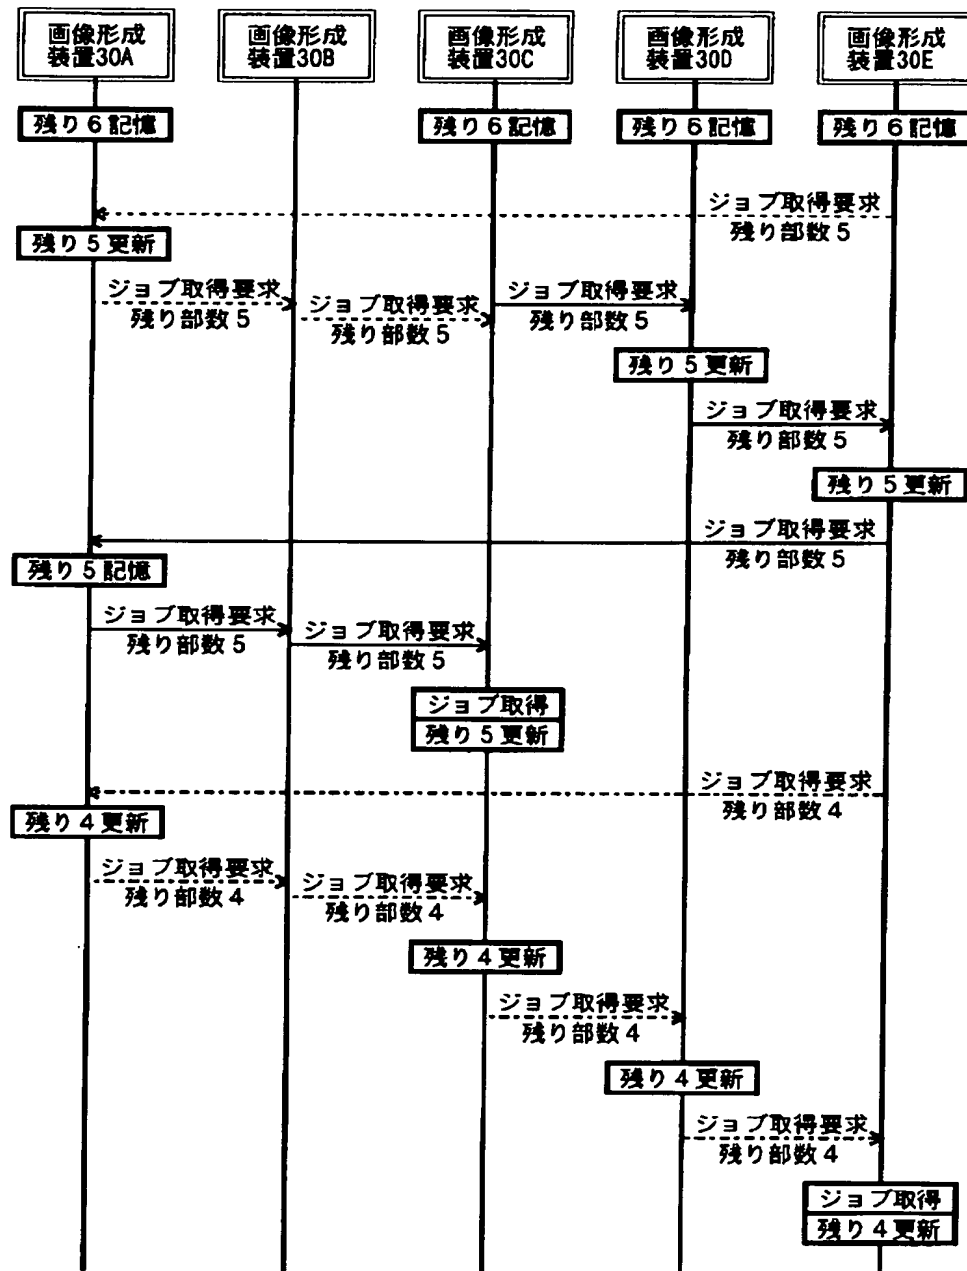 画像形成
装置30A
画像形成
装置30B
画像形成
装置30C
画像形成
装置30D
画像形成
装置30E
残り6記憶
残り6記憶
残り6記憶
残り6記憶
ジョブ取得要求
残り部数5
残り5更新
ジョブ取得要求
残り部数5
ジョブ取得要求
残り部数5
ジョブ取得要求
残り部数5
残り5更新
ジョブ取得要求
残り部数5
残り5更新
ジョブ取得要求
残り部数5
残り5記憶
ジョブ取得要求
残り部数5
ジョブ取得要求
残り部数5
ジョブ取得
残り5更新
ジョブ取得要求
残り部数4
残り4更新
ジョブ取得要求
残り部数4
ジョブ取得要求
残り部数4
残り4更新
ジョブ取得要求
残り部数4
残り4更新
ジョブ取得要求
残り部数4
ジョブ取得
残り4更新